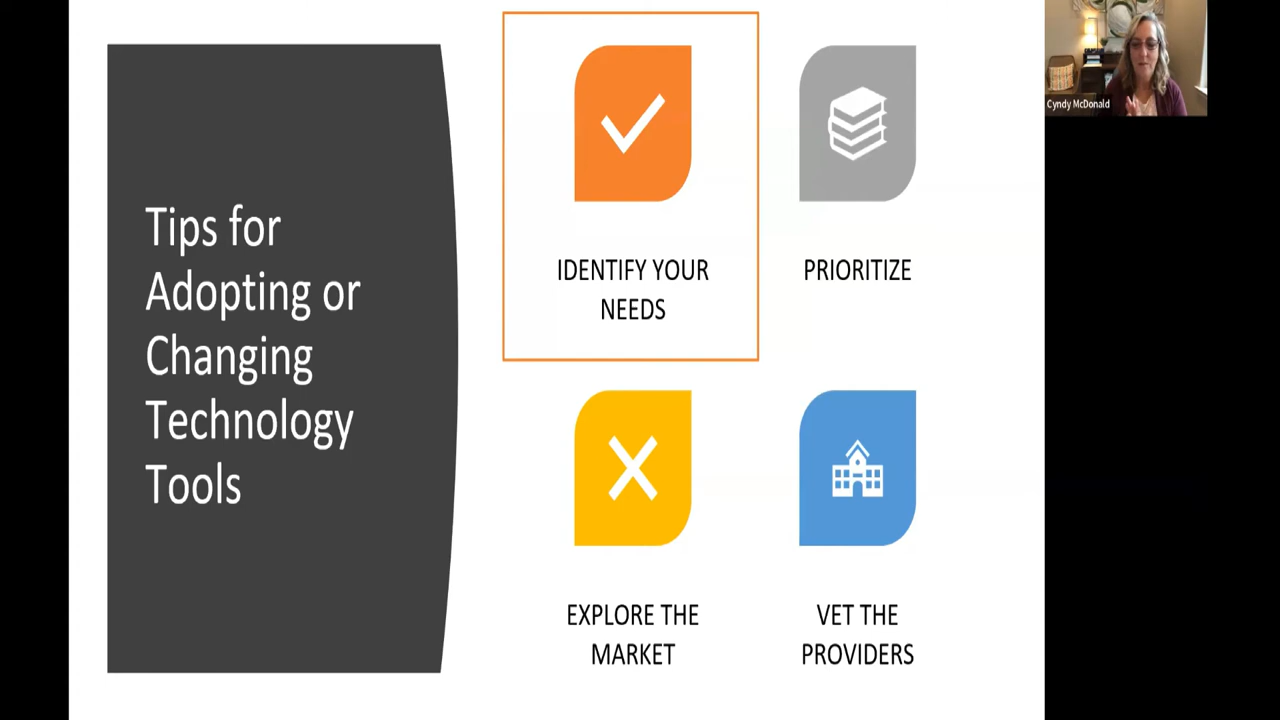 Tips for
Adopting or
Changing
Technology
Tools
IDENTIFY YOUR
NEEDS
PRIORITIZE
EXPLORE THE
MARKET
VET THE
PROVIDERS
Cyndy McDonald